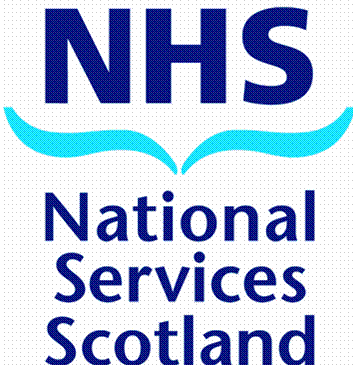 NHS
National
Services
Scotland